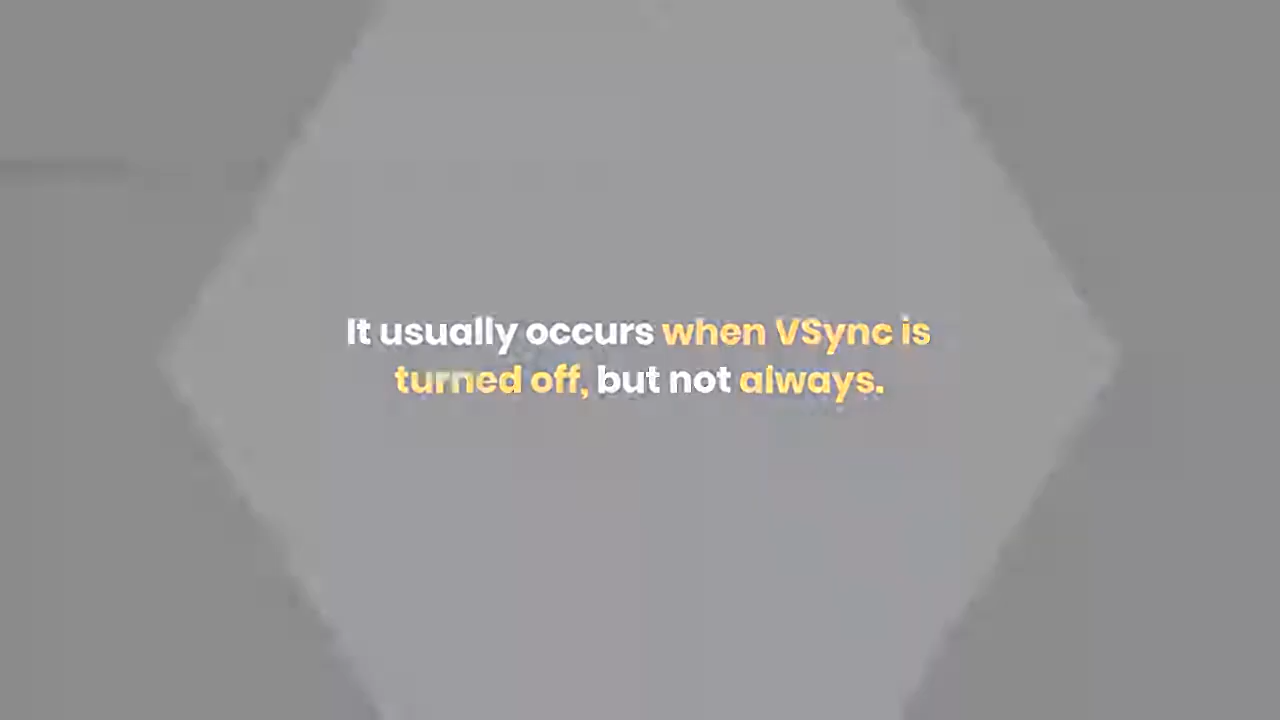 It usually occurs when VSync is
turned off, but not always.